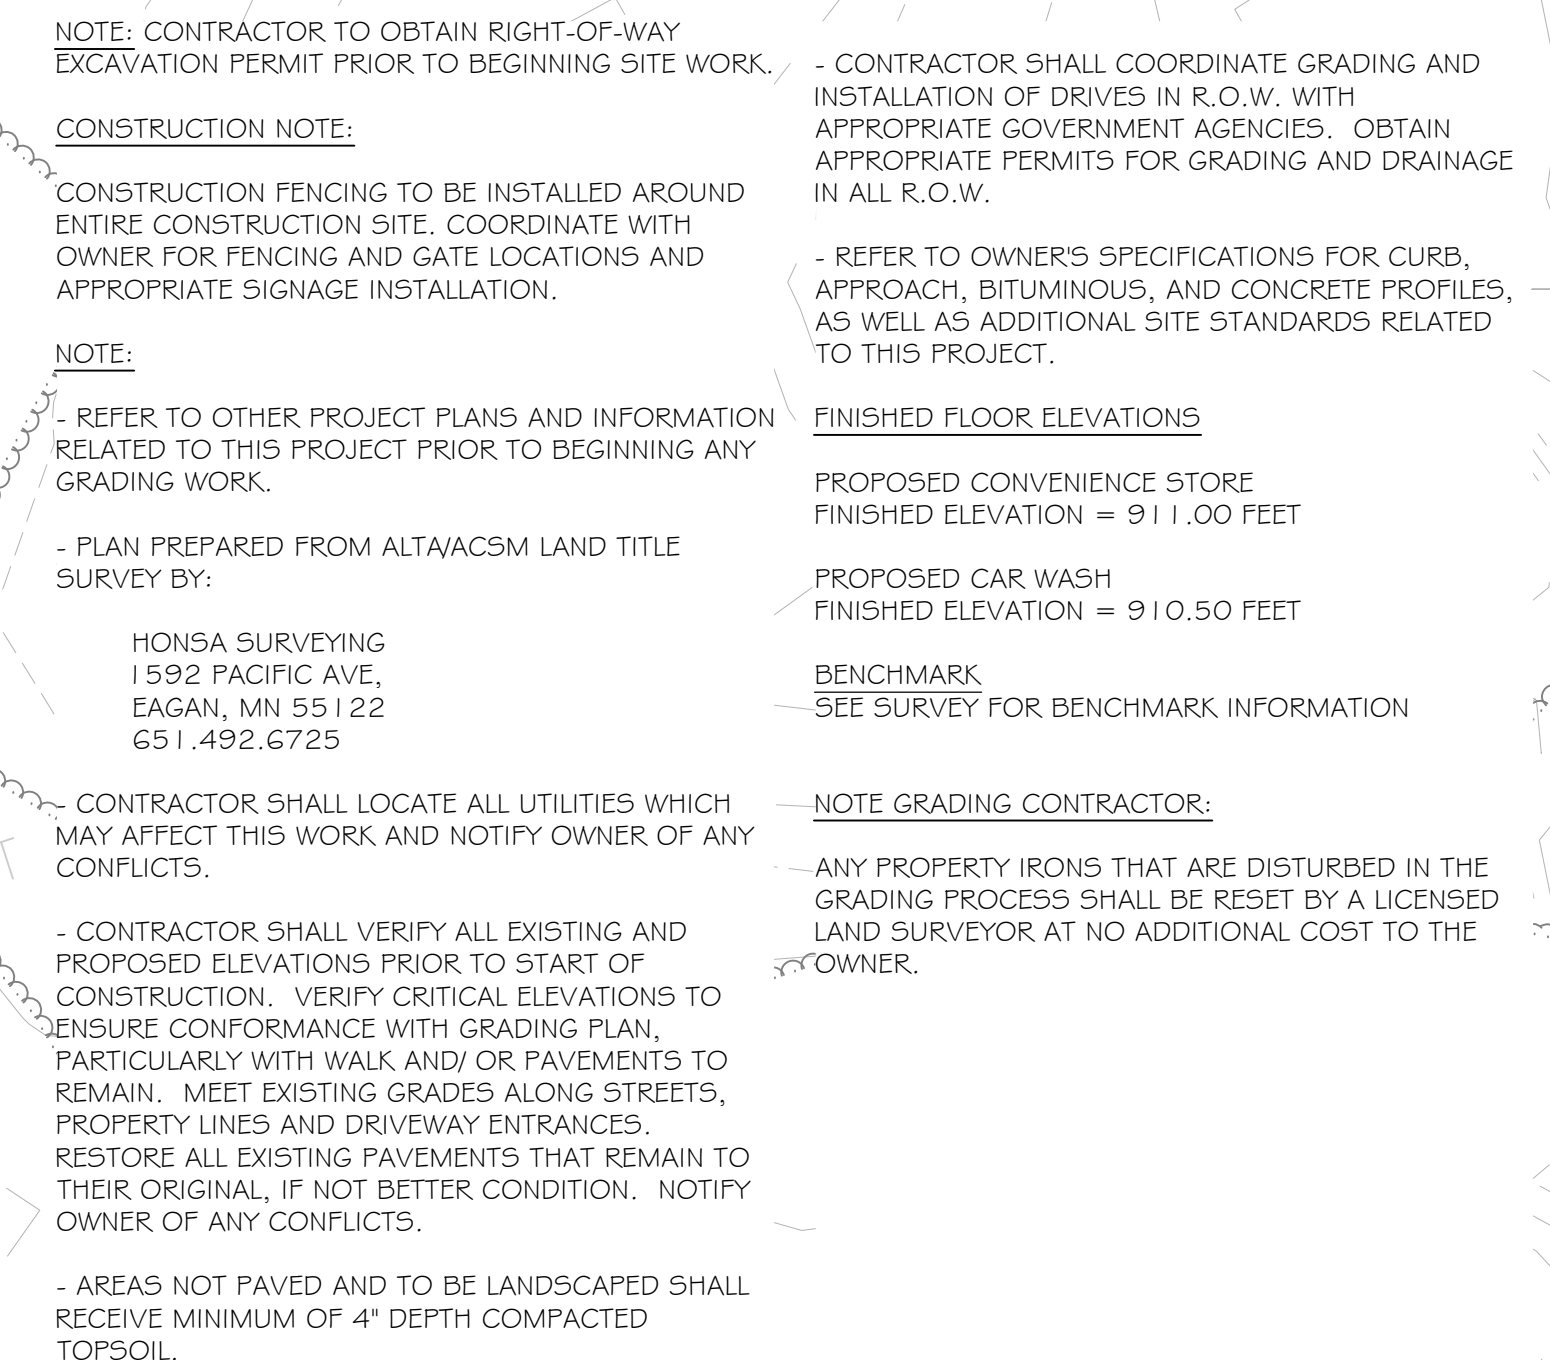 NOTE: CONTRACTOR TO OBTAIN RIGHT-OF-WAY
EXCAVATION PERMIT PRIOR TO BEGINNING SITE WORK.
CONSTRUCTION NOTE:
CONSTRUCTION FENCING TO BE INSTALLED AROUND
ENTIRE CONSTRUCTION SITE. COORDINATE WITH
OWNER FOR FENCING AND GATE LOCATIONS AND
APPROPRIATE SIGNAGE INSTALLATION.
NOTE:
- REFER TO OTHER PROJECT PLANS AND INFORMATION
RELATED TO THIS PROJECT PRIOR TO BEGINNING ANY
GRADING WORK.
- PLAN PREPARED FROM ALTA/ACSM LAND TITLE
SURVEY BY:
HONSA SURVEYING
1592 PACIFIC AVE,
EAGAN, MN 55122
651.492.6725
- CONTRACTOR SHALL LOCATE ALL UTILITIES WHICH
MAY AFFECT THIS WORK AND NOTIFY OWNER OF ANY
CONFLICTS.
- CONTRACTOR SHALL VERIFY ALL EXISTING AND
PROPOSED ELEVATIONS PRIOR TO START OF
CONSTRUCTION. VERIFY CRITICAL ELEVATIONS TO
ENSURE CONFORMANCE WITH GRADING PLAN,
PARTICULARLY WITH WALK AND/ OR PAVEMENTS TO
REMAIN. MEET EXISTING GRADES ALONG STREETS,
PROPERTY LINES AND DRIVEWAY ENTRANCES.
RESTORE ALL EXISTING PAVEMENTS THAT REMAIN TO
THEIR ORIGINAL, IF NOT BETTER CONDITION. NOTIFY
OWNER OF ANY CONFLICTS.
- AREAS NOT PAVED AND TO BE LANDSCAPED SHALL
RECEIVE MINIMUM OF 4" DEPTH COMPACTED
TOPSOIL.
- CONTRACTOR SHALL COORDINATE GRADING AND
INSTALLATION OF DRIVES IN R.O.W. WITH
APPROPRIATE GOVERNMENT AGENCIES. OBTAIN
APPROPRIATE PERMITS FOR GRADING AND DRAINAGE
IN ALL R.O.W.
- REFER TO OWNER'S SPECIFICATIONS FOR CURB,
APPROACH, BITUMINOUS, AND CONCRETE PROFILES,
AS WELL AS ADDITIONAL SITE STANDARDS RELATED
TO THIS PROJECT.
FINISHED FLOOR ELEVATIONS
PROPOSED CONVENIENCE STORE
FINISHED ELEVATION = 911.00 FEET
PROPOSED CAR WASH
FINISHED ELEVATION = 910.50 FEET
BENCHMARK
SEE SURVEY FOR BENCHMARK INFORMATION
NOTE GRADING CONTRACTOR:
ANY PROPERTY IRONS THAT ARE DISTURBED IN THE
GRADING PROCESS SHALL BE RESET BY A LICENSED
LAND SURVEYOR AT NO ADDITIONAL COST TO THE
OWNER.